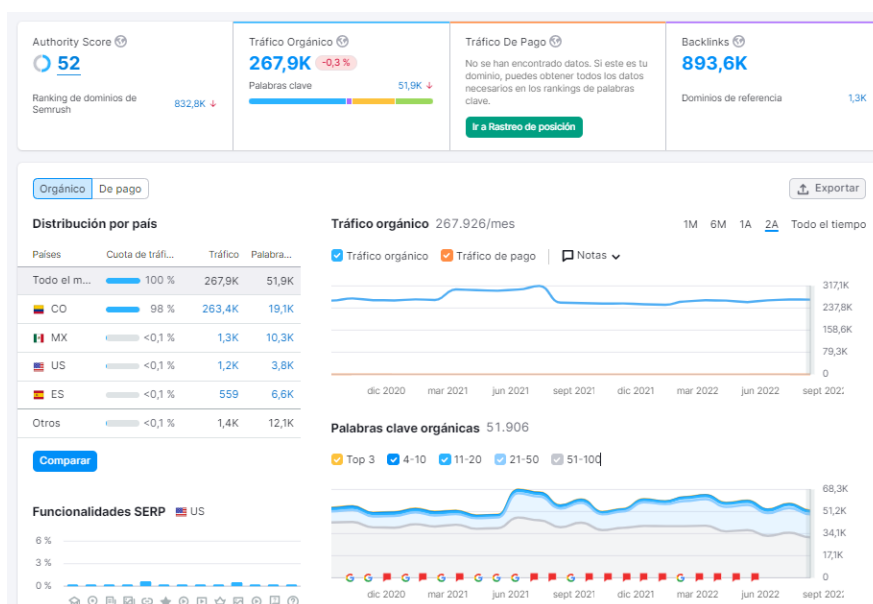 Authority Score
52
Ranking de dominios de
Semrush
832,8K ↓
Tráfico Orgánico
267,9K -0,3 %
Palabras clave 51,9K ↓
Tráfico De Pago
No se han encontrado datos. Si este es tu
dominio, puedes obtener todos los datos
necesarios en los rankings de palabras
clave.
Ir a Rastreo de posición
Backlinks
893,6K
Dominios de referencia 1,3K
Orgánico De pago
Exportar
Distribución por país
Países Cuota de tráfi... Tráfico Palabra...
Todo el m... 100 % 267,9K 51,9K
CO 98 % 263,4K 19,1K
MX <0,1 % 1,3K 10,3K
US <0,1 % 1,2K 3,8K
ES <0,1 % 559 6,6K
Otros <0,1 % 1,4K 12,1K
Comparar
Funcionalidades SERP US
6 %
3 %
0 %
Tráfico orgánico 267.926/mes
1M 6M 1A 2A Todo el tiempo
Tráfico orgánico Tráfico de pago Notas
317,1K
237,8K
158,6K
79,3K
0
dic 2020 mar 2021 jun 2021 sept 2021 dic 2021 mar 2022 jun 2022 sept 2022
Palabras clave orgánicas 51.906
Top 3 4-10 11-20 21-50 51-100
68,3K
51,2K
34,1K
17,1K
0
dic 2020 mar 2021 jun 2021 sept 2021 dic 2021 mar 2022 jun 2022 sept 2022